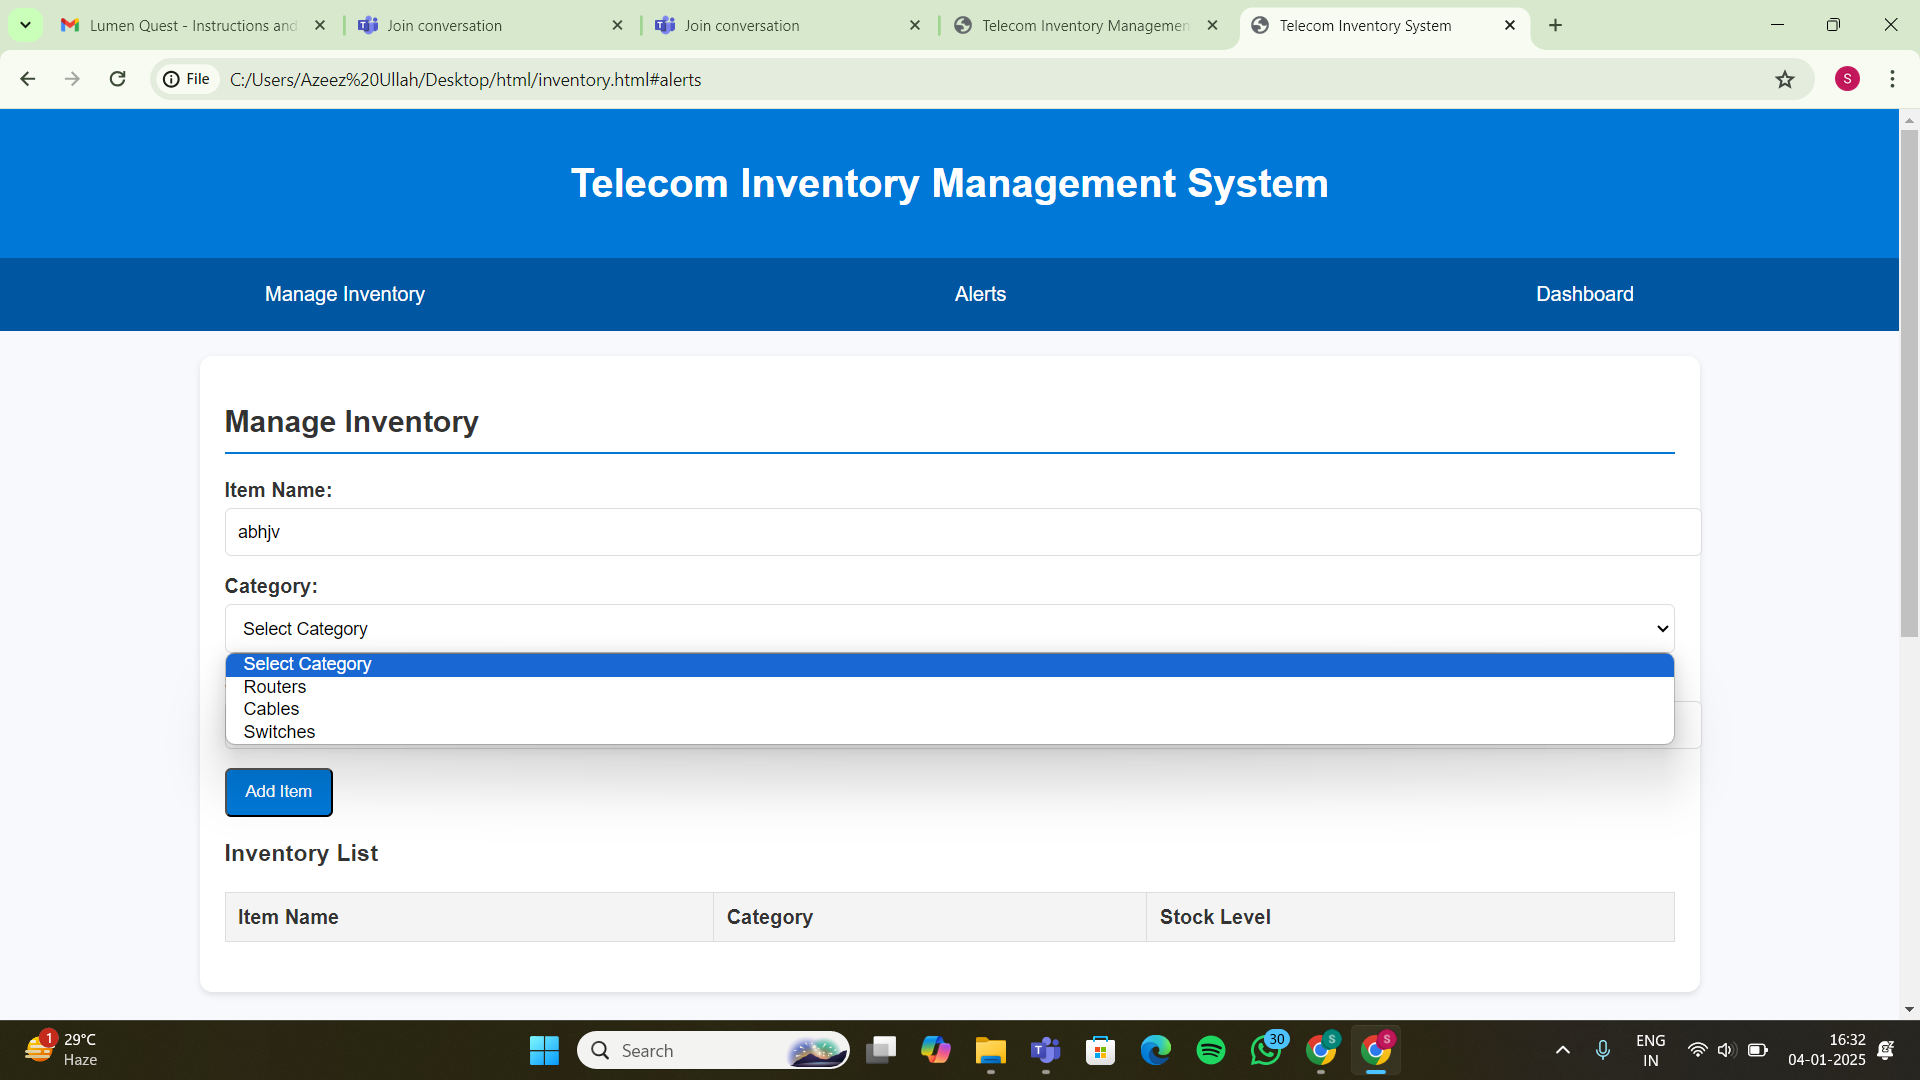 Lumen Quest - Instructions and
Join conversation
Join conversation
Telecom Inventory Managemen
Telecom Inventory System
File
C:/Users/Azeez%20Ullah/Desktop/html/inventory.html#alerts
S
Telecom Inventory Management System
Manage Inventory
Alerts
Dashboard
Manage Inventory
Item Name:
abhjv
Category:
Select Category
Select Category
Routers
Cables
Switches
Add Item
Inventory List
Item Name
Category
Stock Level
1
29°C
Haze
Search
30
S
S
ENG
IN
16:32
04-01-2025